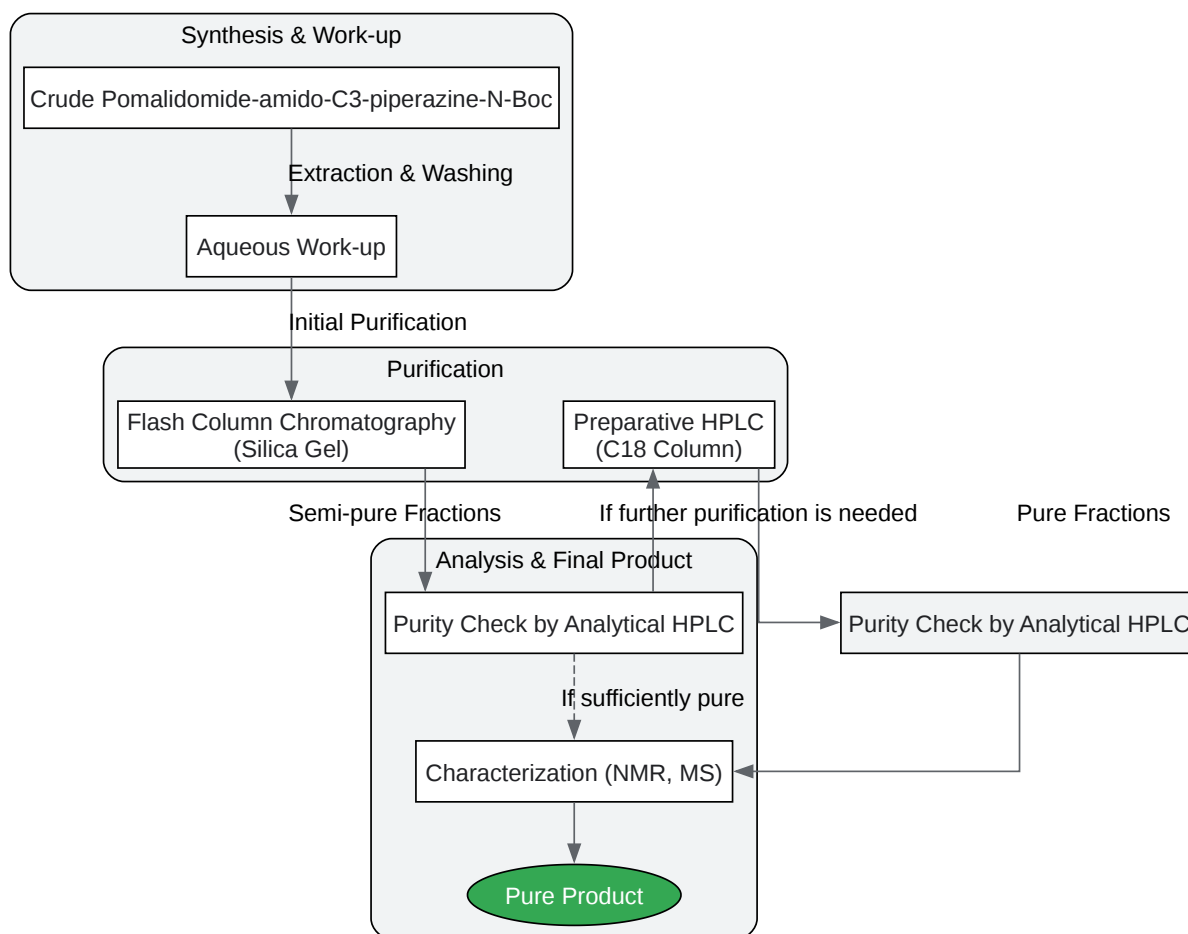 Synthesis & Work-up
Crude Pomalidomide-amido-C3-piperazine-N-Boc
Extraction & Washing
Aqueous Work-up
Initial Purification
Purification
Flash Column Chromatography
(Silica Gel)
Preparative HPLC
(C18 Column)
Semi-pure Fractions
If further purification is needed
Pure Fractions
Analysis & Final Product
Purity Check by Analytical HPLC
Purity Check by Analytical HPLC
If sufficiently pure
Characterization (NMR, MS)
Pure Product